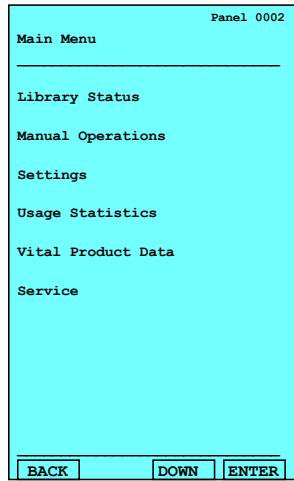 Panel 0002
Main Menu
Library Status
Manual Operations
Settings
Usage Statistics
Vital Product Data
Service
BACK DOWN ENTER